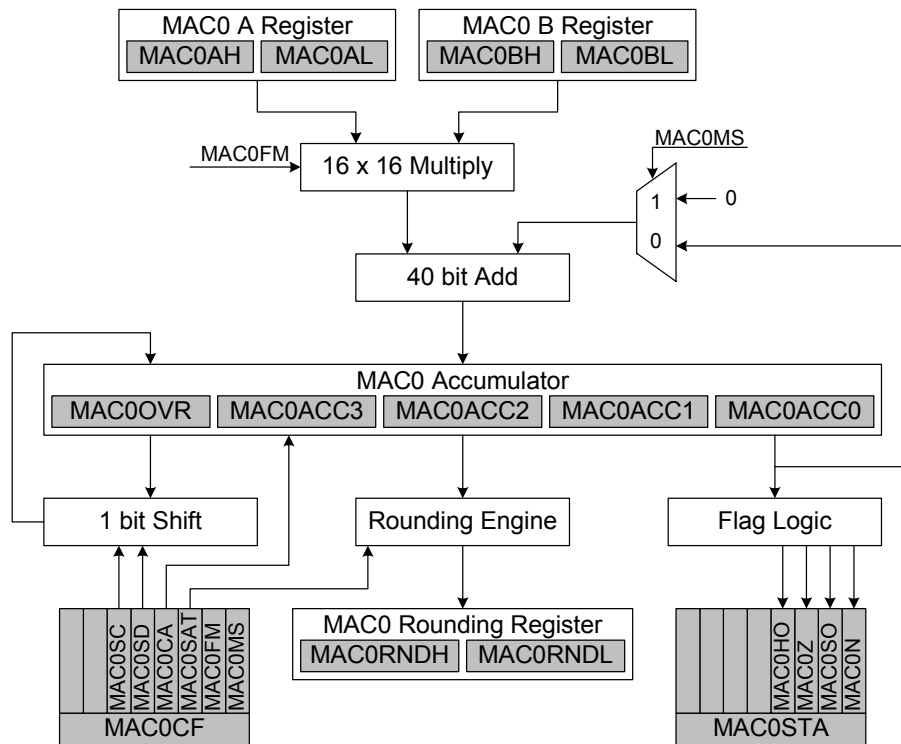 MAC0 A Register
MAC0AH MAC0AL
MAC0 B Register
MAC0BH MAC0BL
MAC0FM
16 x 16 Multiply
MAC0MS
1
0
0
40 bit Add
MAC0 Accumulator
MAC0OVR MAC0ACC3 MAC0ACC2 MAC0ACC1 MAC0ACC0
1 bit Shift
Rounding Engine
Flag Logic
MAC0SC
MAC0SD
MAC0CA
MAC0SAT
MAC0FM
MAC0MS
MAC0CF
MAC0 Rounding Register
MAC0RNDH MAC0RNDL
MAC0HO
MAC0Z
MAC0SO
MAC0N
MAC0STA